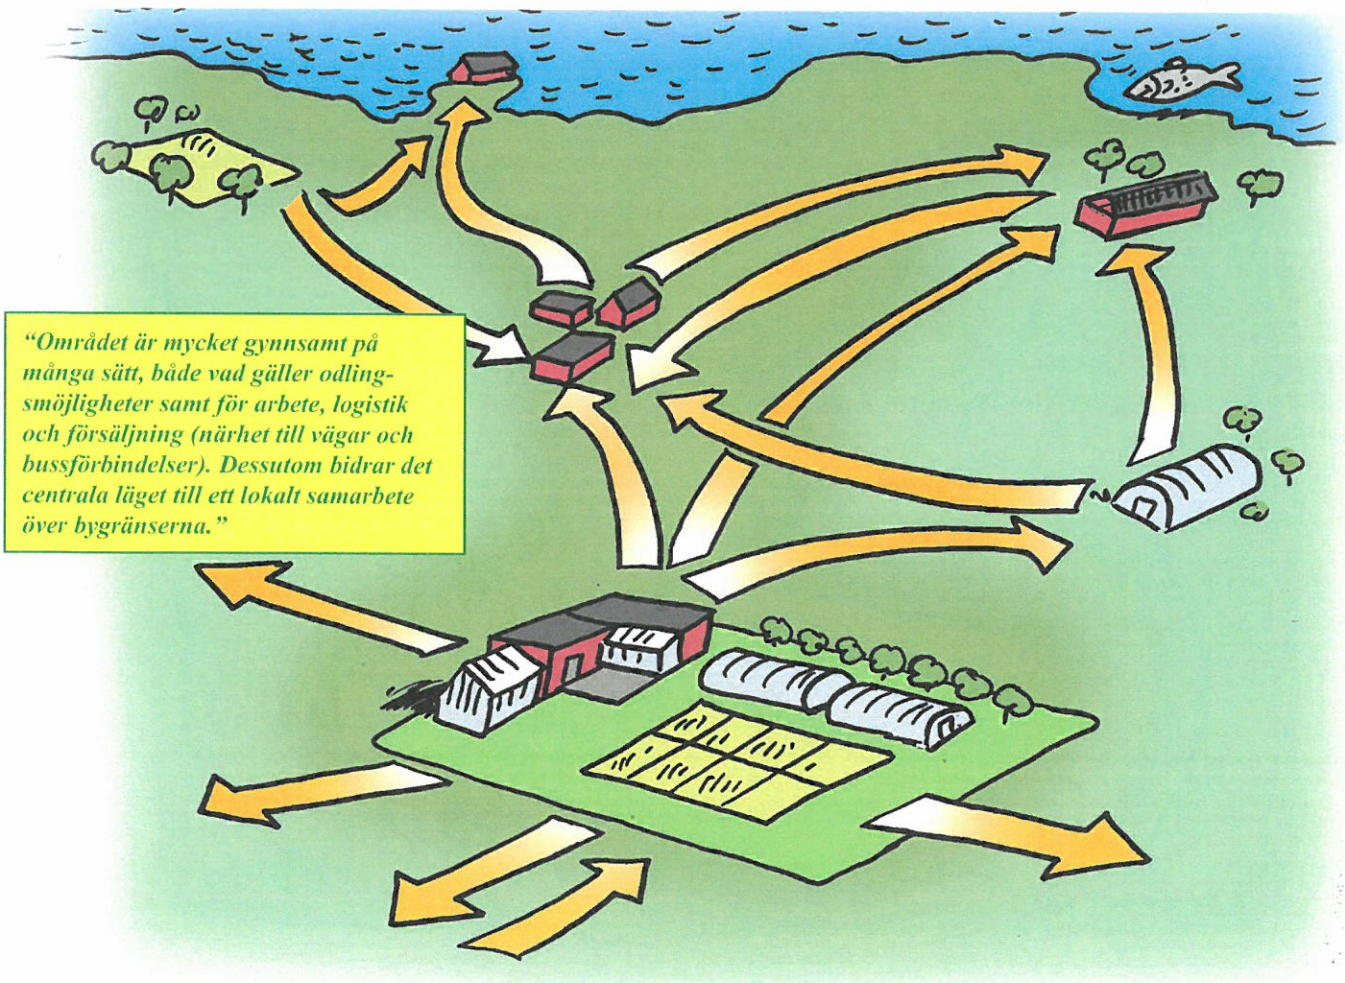 “Området är mycket gynnsamt på
många sätt, både vad gäller odling-
smöjligheter samt för arbete, logistik
och försäljning (närhet till vägar och
bussförbindelser). Dessutom bidrar det
centrala läget till ett lokalt samarbete
över bygränserna.”